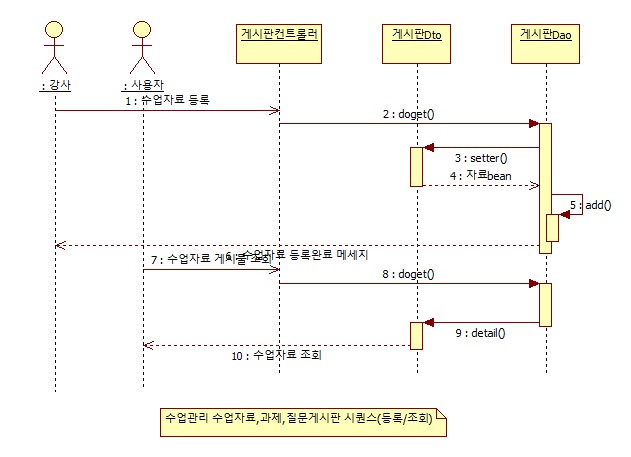 게시판컨트롤러
게시판Dto
게시판Dao
: 강사
: 사용자
1 : 수업자료 등록
2 : doget()
3 : setter()
4 : 자료bean
5 : add()
6 : 수업자료 등록완료 메세지
7 : 수업자료 게시물 조회
8 : doget()
9 : detail()
10 : 수업자료 조회
수업관리 수업자료,과제,질문게시판 시퀀스(등록/조회)